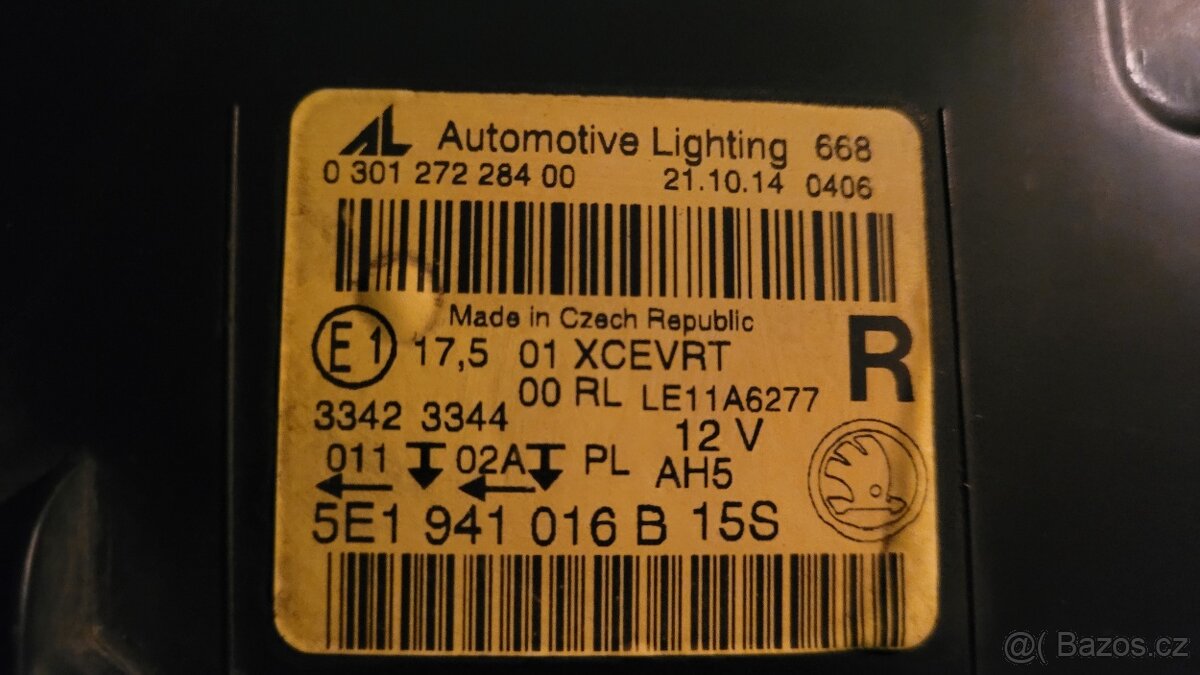 AL Automotive Lighting 668
0 301 272 284 00 21.10.14 0406
Made in Czech Republic
E1 17,5 01 XCEVRT R
00 RL LE11A6277
3342 3344 12 V
011 02A PL AH5
5E1 941 016 B 15S
@( Bazos.cz